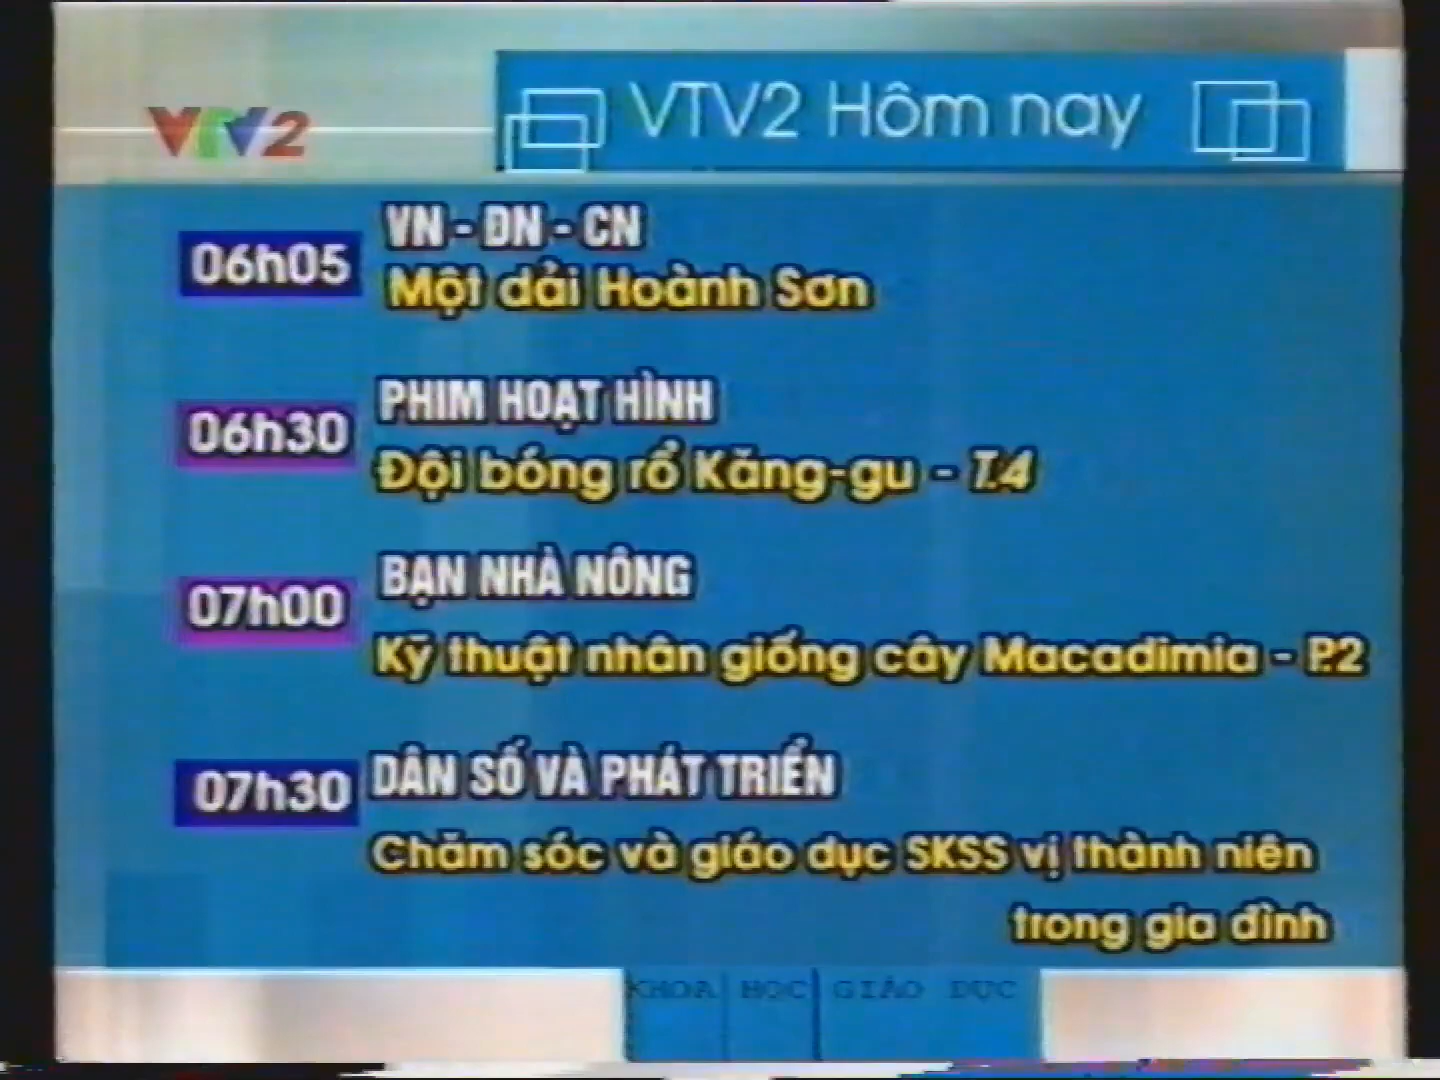 VTV2
VTV2 Hôm nay
06h05
VN - ĐN - CN
Một dải Hoành Sơn
06h30
PHIM HOẠT HÌNH
Đội bóng rổ Kăng-gu - T.4
07h00
BẠN NHÀ NÔNG
Kỹ thuật nhân giống cây Macadimia - P.2
07h30
DÂN SỐ VÀ PHÁT TRIỂN
Chăm sóc và giáo dục SKSS vị thành niên
trong gia đình
KHOA HỌC GIÁO DỤC